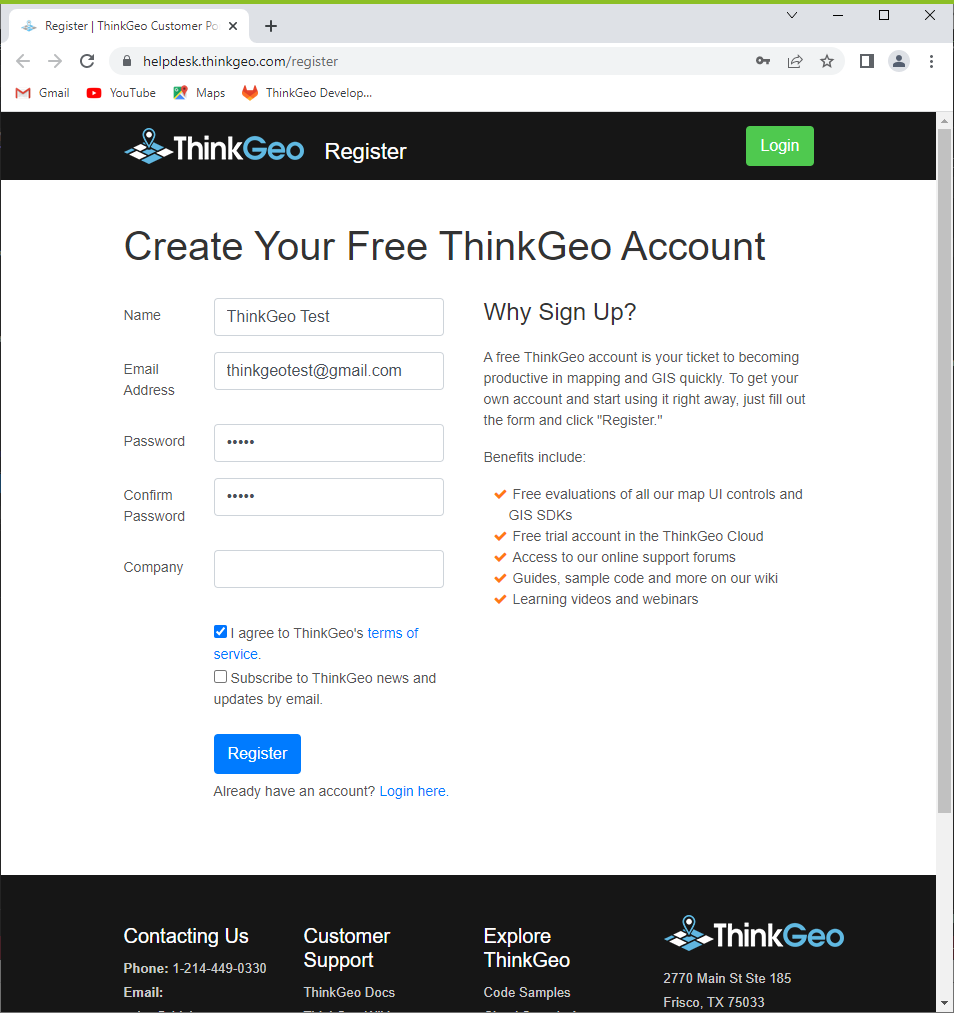 Register | ThinkGeo Customer Po
helpdesk.thinkgeo.com/register
Gmail
YouTube
Maps
ThinkGeo Develop...
ThinkGeo
Register
Login
Create Your Free ThinkGeo Account
Name
ThinkGeo Test
Email
Address
thinkgeotest@gmail.com
Password
•••••
Confirm
Password
•••••
Company
I agree to ThinkGeo's terms of
service.
Subscribe to ThinkGeo news and
updates by email.
Register
Already have an account? Login here.
Why Sign Up?
A free ThinkGeo account is your ticket to becoming
productive in mapping and GIS quickly. To get your
own account and start using it right away, just fill out
the form and click "Register."
Benefits include:
Free evaluations of all our map UI controls and
GIS SDKs
Free trial account in the ThinkGeo Cloud
Access to our online support forums
Guides, sample code and more on our wiki
Learning videos and webinars
Contacting Us
Phone: 1-214-449-0330
Email:
Customer
Support
ThinkGeo Docs
Explore
ThinkGeo
Code Samples
ThinkGeo
2770 Main St Ste 185
Frisco, TX 75033